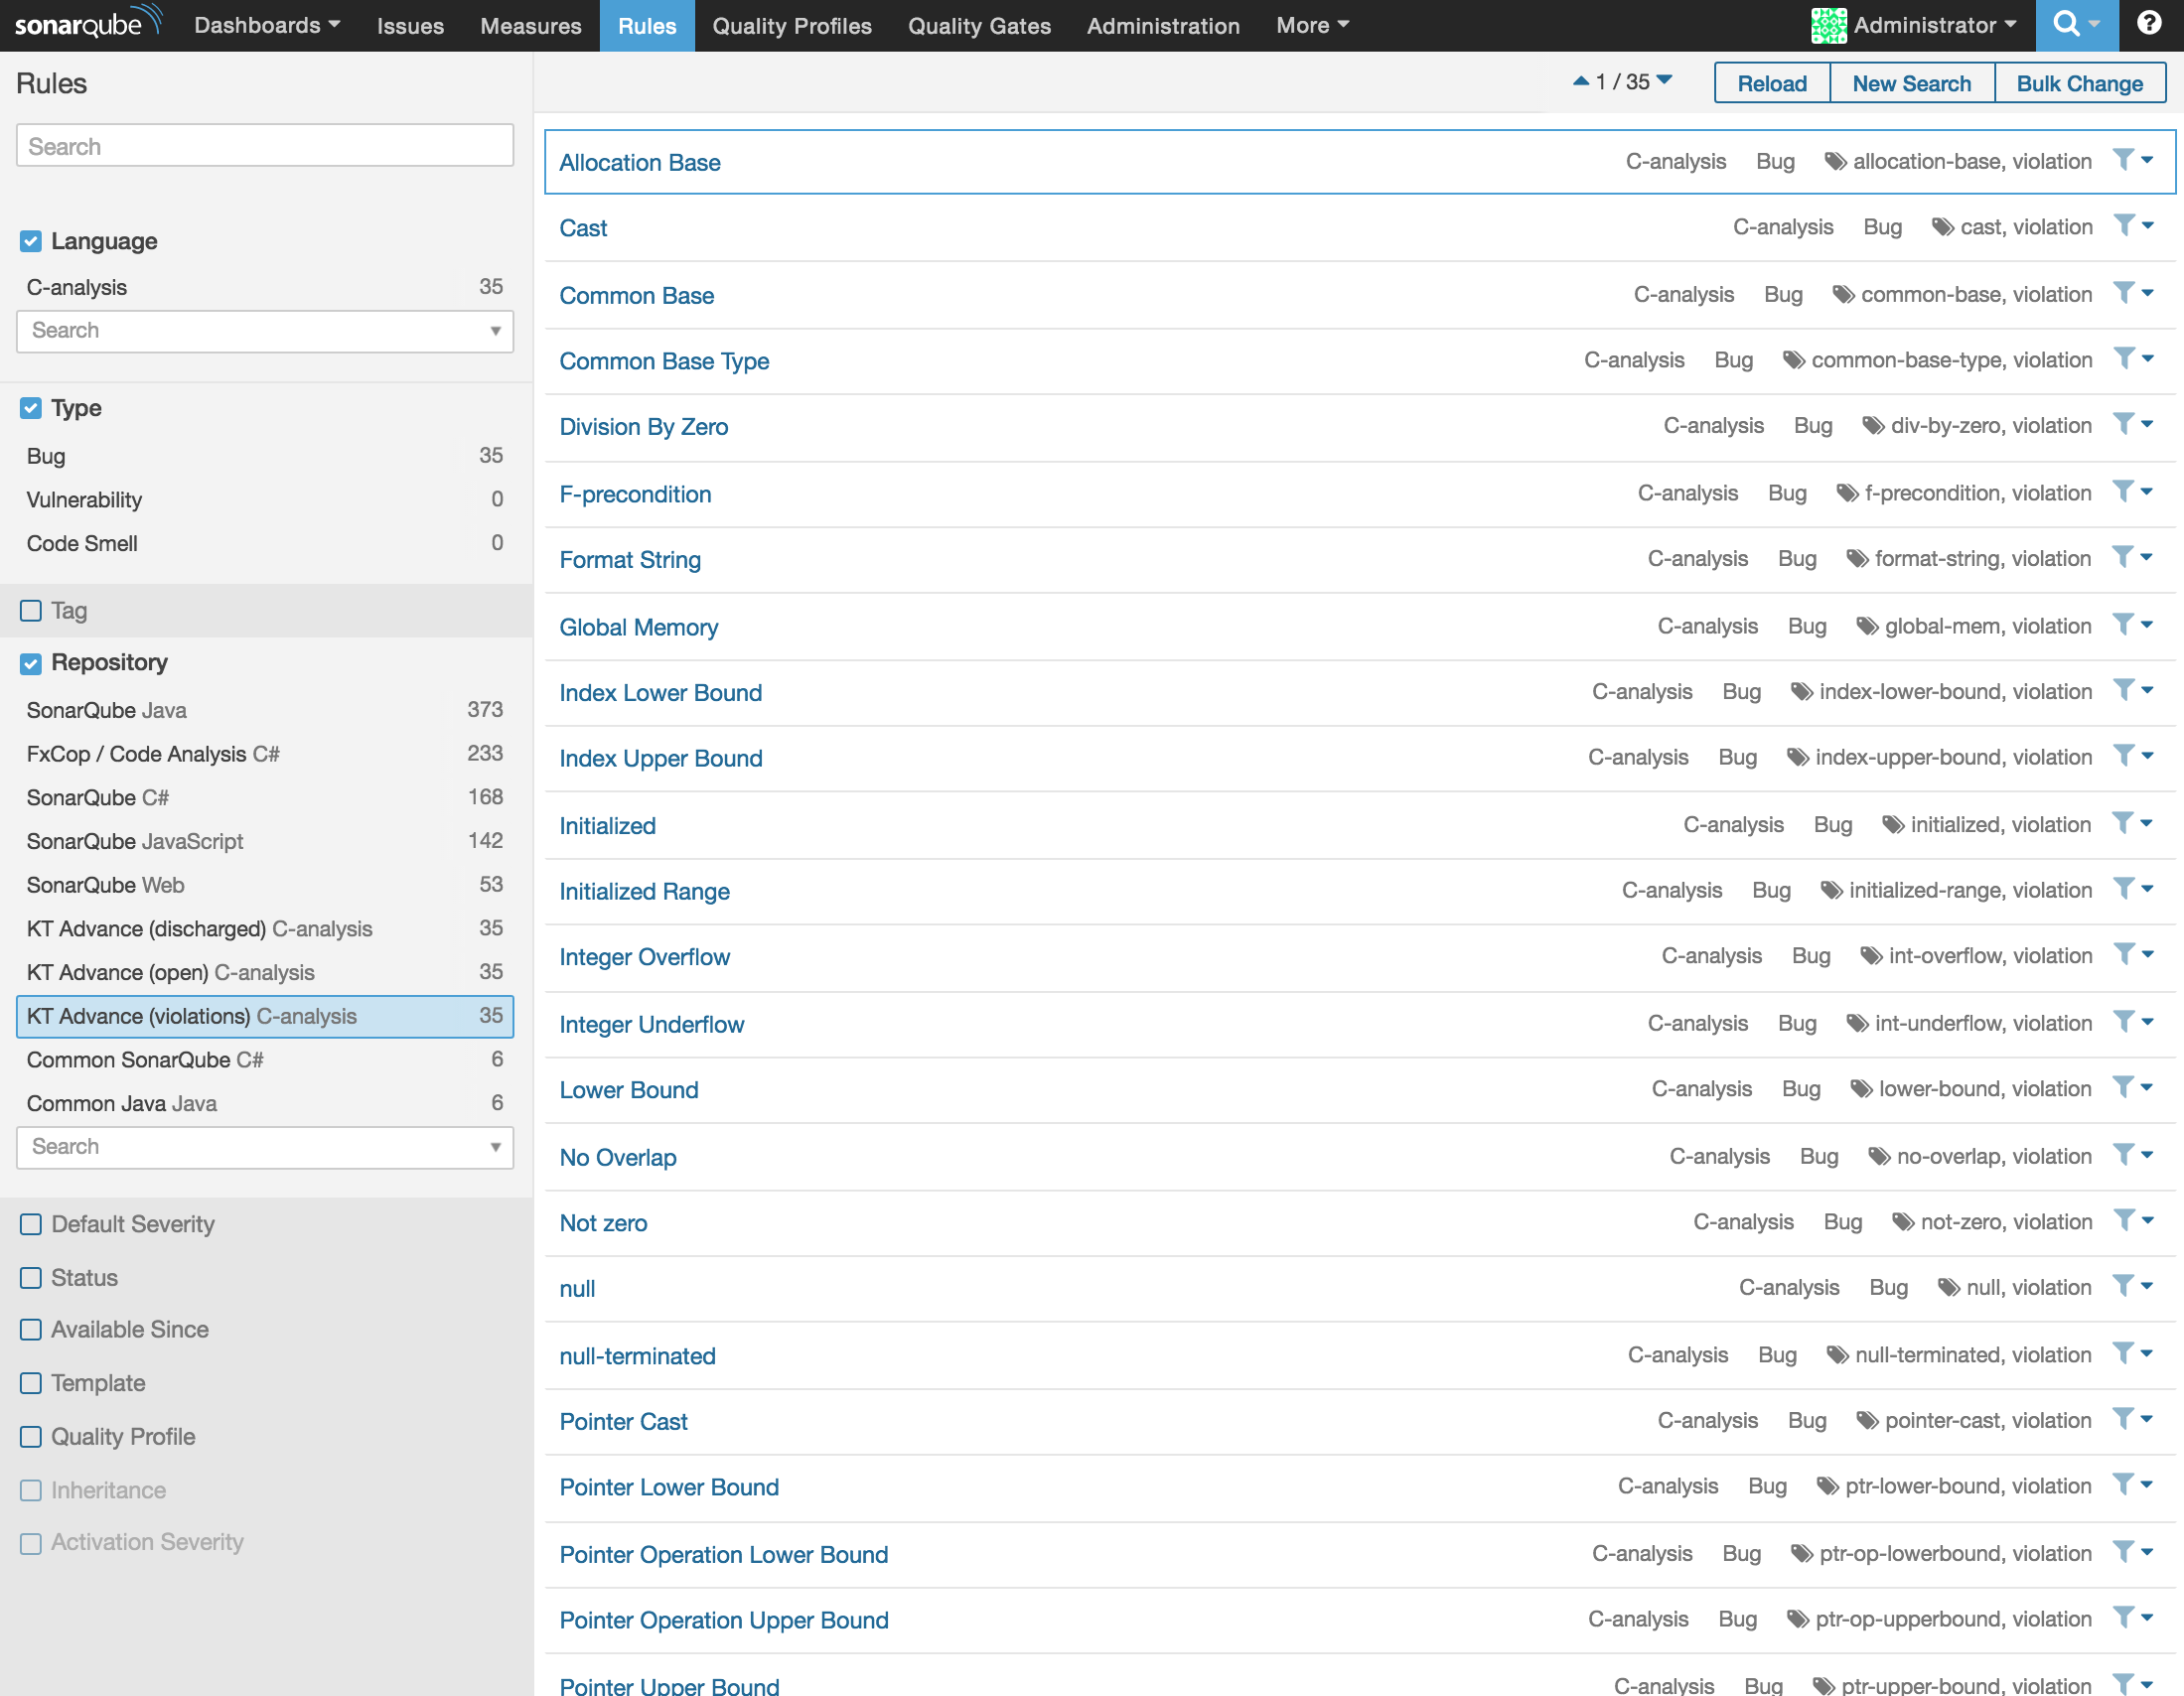 sonarqube Dashboards Issues Measures Rules Quality Profiles Quality Gates Administration More Administrator
Rules
1 / 35 Reload New Search Bulk Change
Search
Language
C-analysis 35
Search
Type
Bug 35
Vulnerability 0
Code Smell 0
Tag
Repository
SonarQube Java 373
FxCop / Code Analysis C# 233
SonarQube C# 168
SonarQube JavaScript 142
SonarQube Web 53
KT Advance (discharged) C-analysis 35
KT Advance (open) C-analysis 35
KT Advance (violations) C-analysis 35
Common SonarQube C# 6
Common Java Java 6
Search
Default Severity
Status
Available Since
Template
Quality Profile
Inheritance
Activation Severity
Allocation Base C-analysis Bug allocation-base, violation
Cast C-analysis Bug cast, violation
Common Base C-analysis Bug common-base, violation
Common Base Type C-analysis Bug common-base-type, violation
Division By Zero C-analysis Bug div-by-zero, violation
F-precondition C-analysis Bug f-precondition, violation
Format String C-analysis Bug format-string, violation
Global Memory C-analysis Bug global-mem, violation
Index Lower Bound C-analysis Bug index-lower-bound, violation
Index Upper Bound C-analysis Bug index-upper-bound, violation
Initialized C-analysis Bug initialized, violation
Initialized Range C-analysis Bug initialized-range, violation
Integer Overflow C-analysis Bug int-overflow, violation
Integer Underflow C-analysis Bug int-underflow, violation
Lower Bound C-analysis Bug lower-bound, violation
No Overlap C-analysis Bug no-overlap, violation
Not zero C-analysis Bug not-zero, violation
null C-analysis Bug null, violation
null-terminated C-analysis Bug null-terminated, violation
Pointer Cast C-analysis Bug pointer-cast, violation
Pointer Lower Bound C-analysis Bug ptr-lower-bound, violation
Pointer Operation Lower Bound C-analysis Bug ptr-op-lowerbound, violation
Pointer Operation Upper Bound C-analysis Bug ptr-op-upperbound, violation
Pointer Upper Bound C-analysis Bug ptr-upper-bound, violation